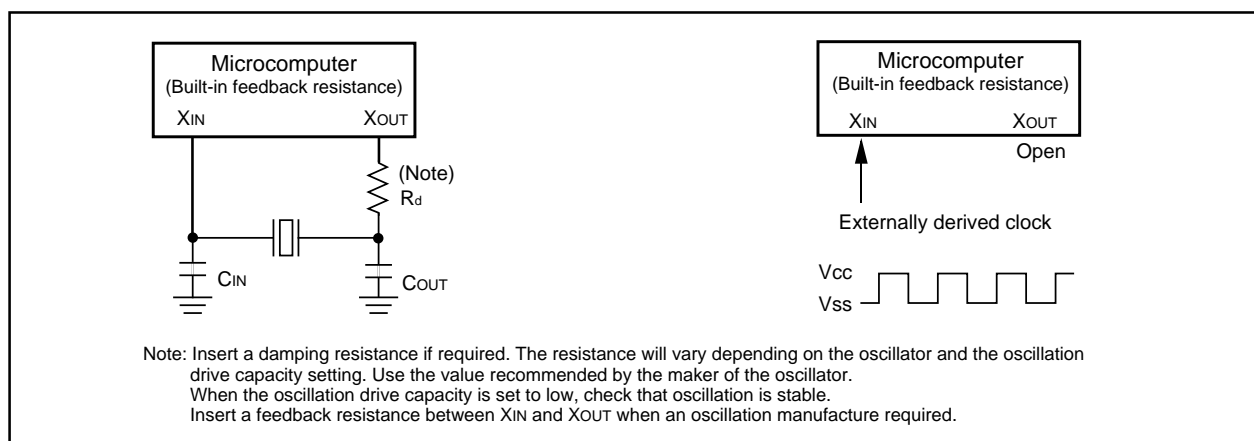 Microcomputer
(Built-in feedback resistance)
XIN XOUT
(Note)
Rd
CIN
COUT
Microcomputer
(Built-in feedback resistance)
XIN XOUT
Open
Externally derived clock
Vcc
Vss
Note: Insert a damping resistance if required. The resistance will vary depending on the oscillator and the oscillation
drive capacity setting. Use the value recommended by the maker of the oscillator.
When the oscillation drive capacity is set to low, check that oscillation is stable.
Insert a feedback resistance between XIN and XOUT when an oscillation manufacture required.